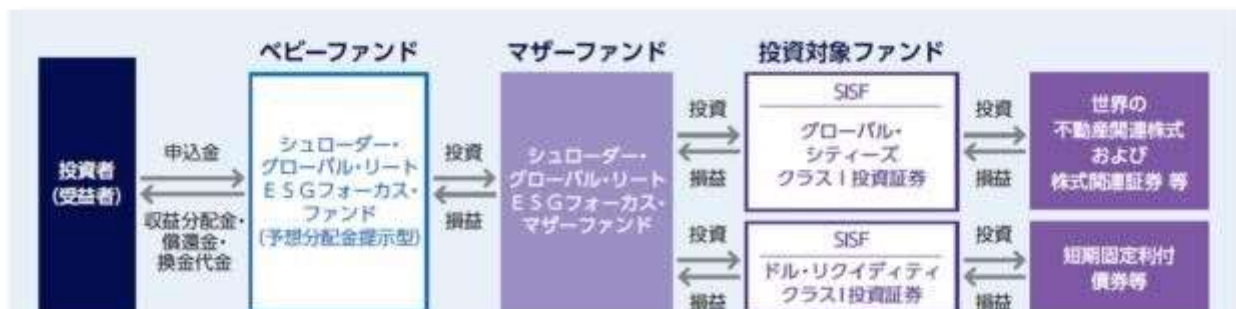 ベビーファンド
マザーファンド
投資対象ファンド
投資者
(受益者)
申込金
収益分配金・
償還金・
換金代金
シュローダー・
グローバル・リート
ESGフォーカス・
ファンド
(予想分配金提示型)
投資
損益
シュローダー・
グローバル・リート
ESGフォーカス・
マザーファンド
投資
損益
SISF
グローバル・
シティーズ
クラスI投資証券
投資
損益
世界の
不動産関連株式
および
株式関連証券 等
投資
損益
SISF
ドル・リクイディティ
クラスI投資証券
投資
損益
短期固定利付
債券等